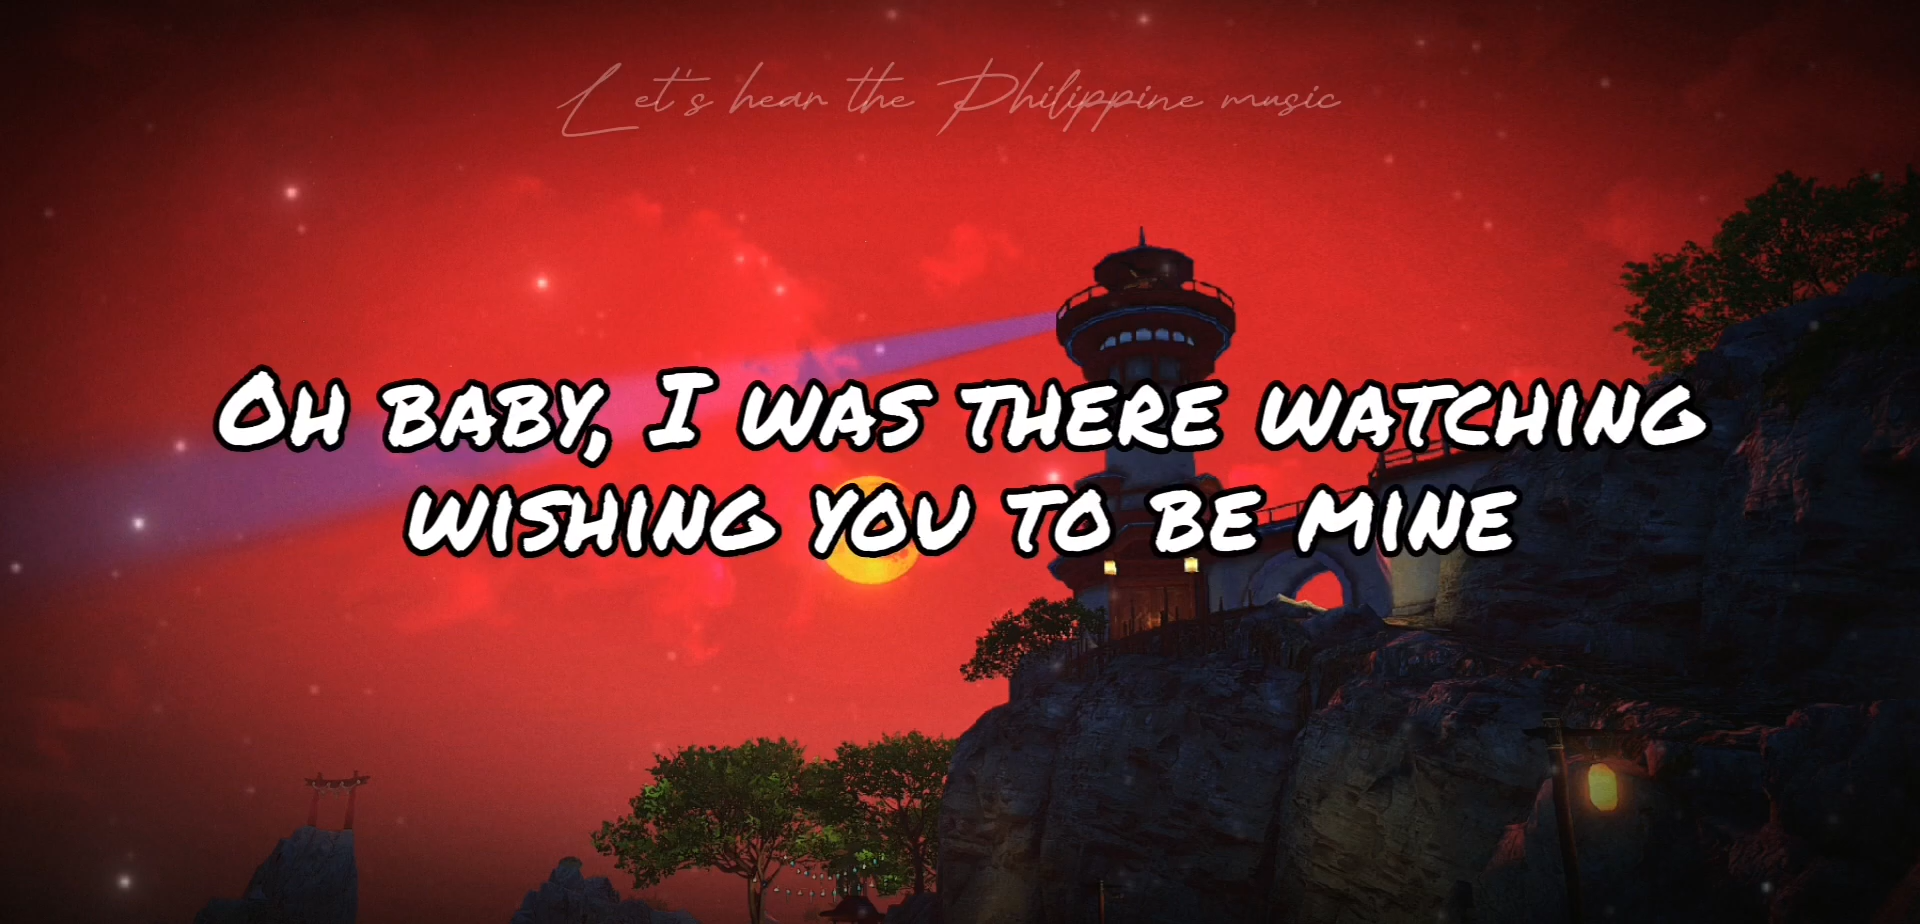 Let's hear the Philippine music
Oh baby, I was there watching
wishing you to be mine